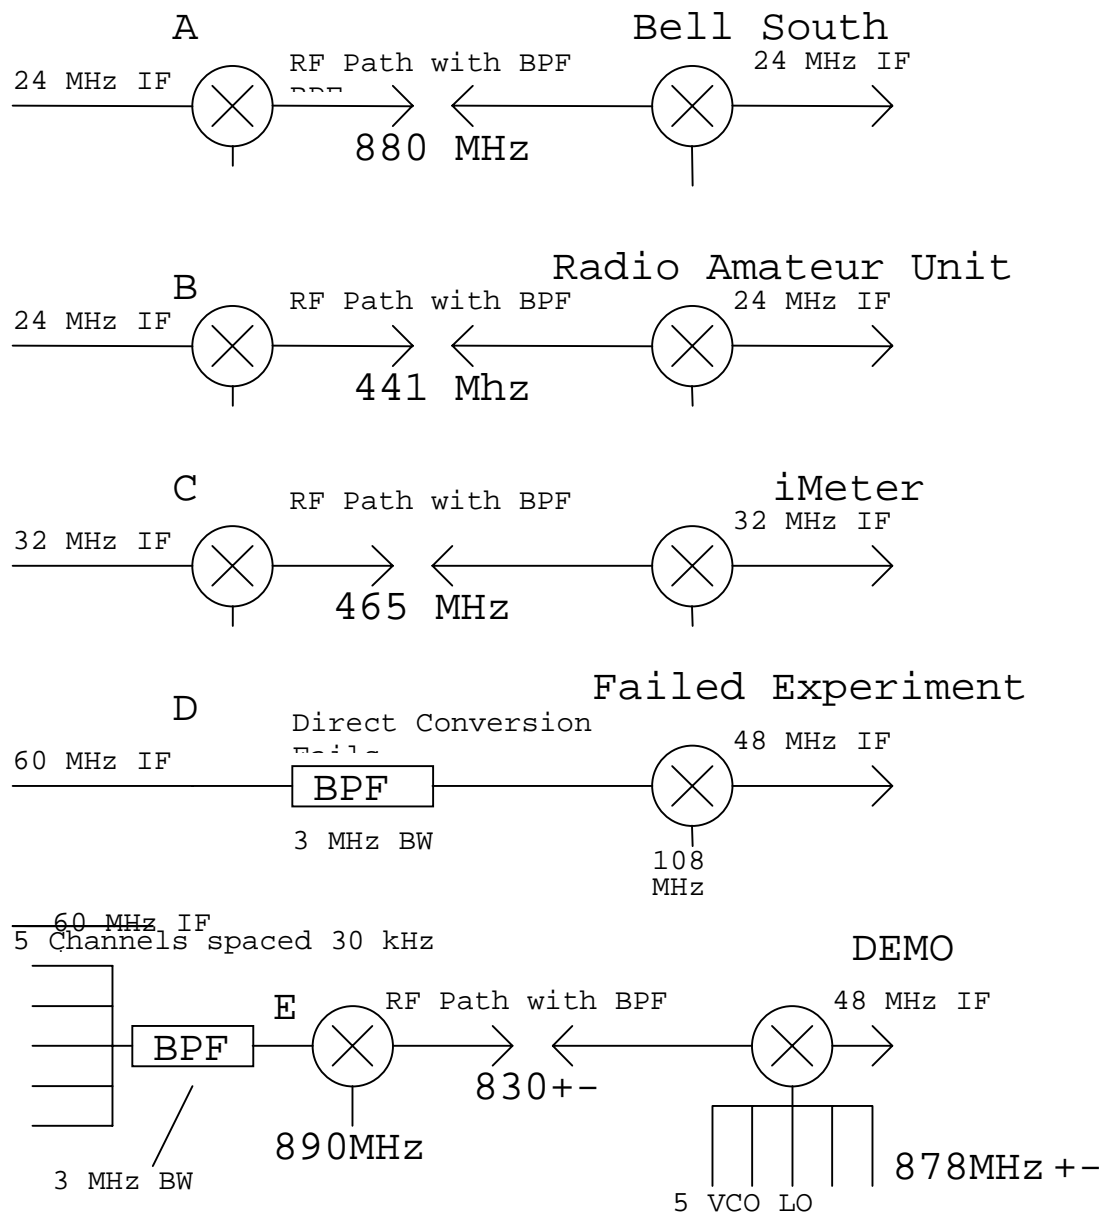 A
Bell South
24 MHz IF
RF Path with BPF
24 MHz IF
880 MHz
B
Radio Amateur Unit
24 MHz IF
RF Path with BPF
24 MHz IF
441 Mhz
C
iMeter
32 MHz IF
RF Path with BPF
32 MHz IF
465 MHz
D
Failed Experiment
60 MHz IF
Direct Conversion
48 MHz IF
BPF
3 MHz BW
108
MHz
60 MHz IF
5 Channels spaced 30 kHz
DEMO
E
RF Path with BPF
48 MHz IF
BPF
830+-
890MHz
878MHz +-
3 MHz BW
5 VCO LO